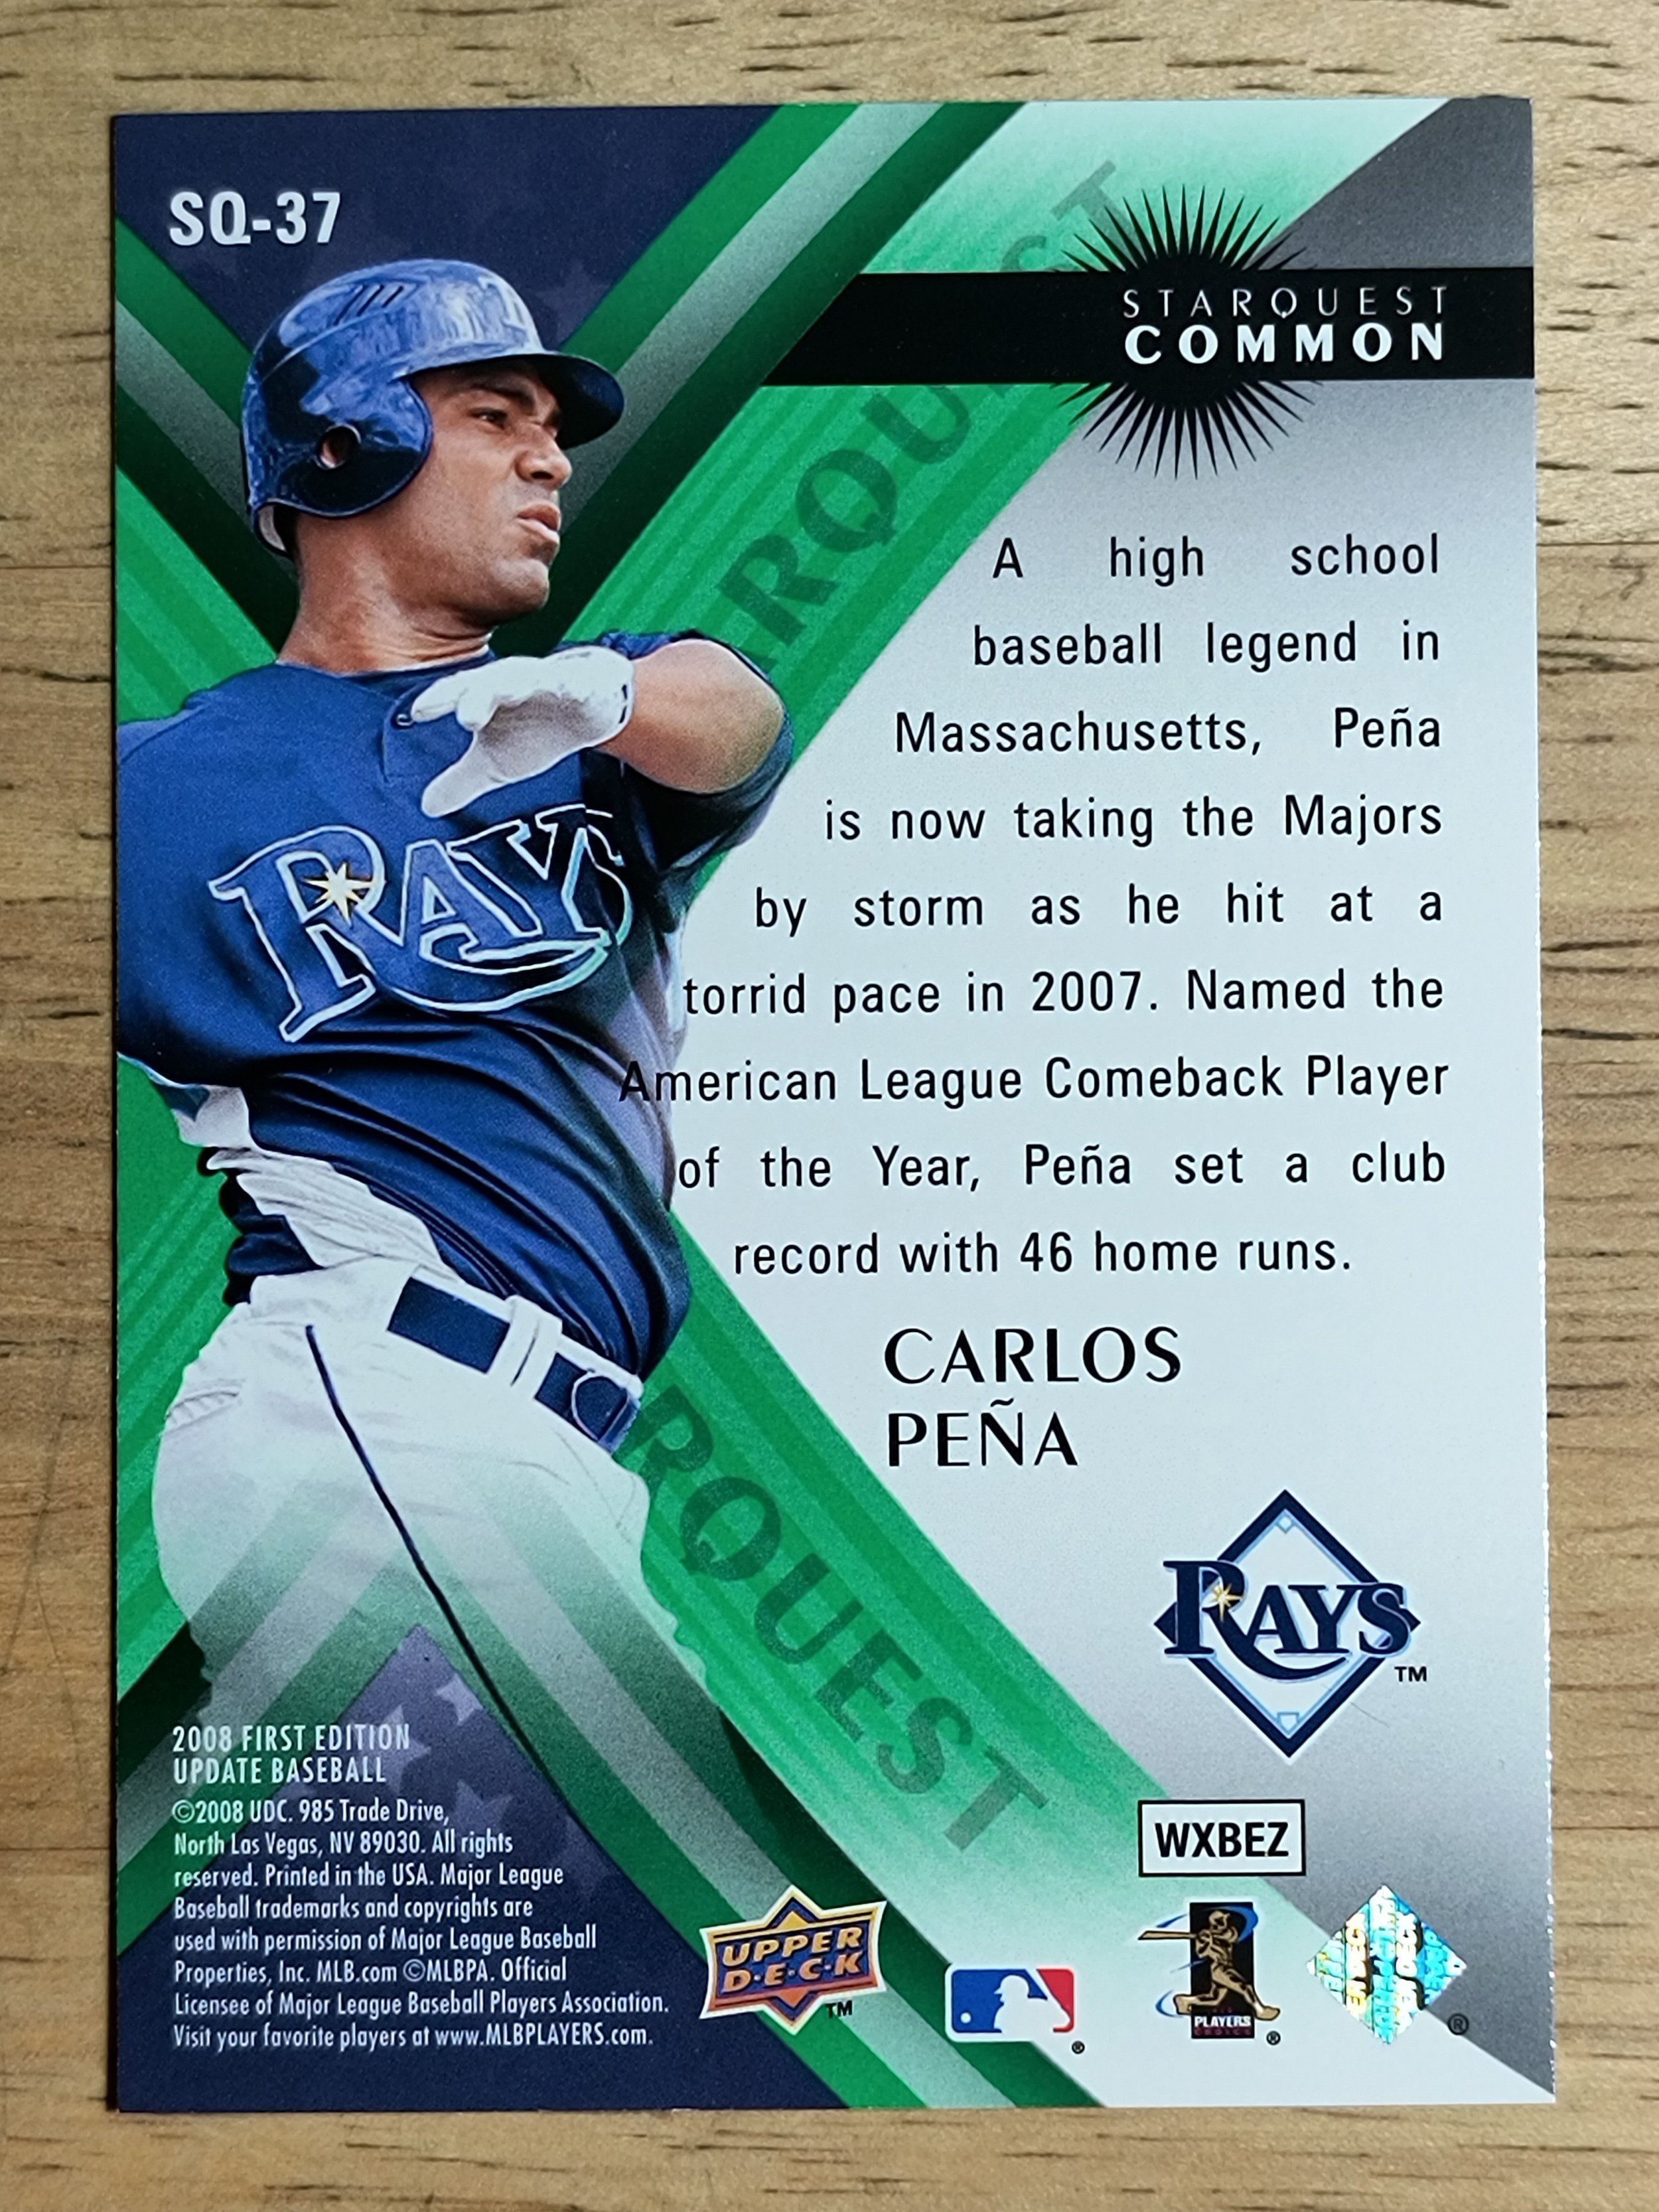 SQ-37
STARQUEST
COMMON
A high school
baseball legend in
Massachusetts, Peña
is now taking the Majors
by storm as he hit at a
torrid pace in 2007. Named the
American League Comeback Player
of the Year, Peña set a club
record with 46 home runs.
CARLOS
PEÑA
RAYS
RAYS
TM
RQUEST
RQUEST
WXBEZ
2008 FIRST EDITION
UPDATE BASEBALL
©2008 UDC. 985 Trade Drive,
North Las Vegas, NV 89030. All rights
reserved. Printed in the USA. Major League
Baseball trademarks and copyrights are
used with permission of Major League Baseball
Properties, Inc. MLB.com ©MLBPA. Official
Licensee of Major League Baseball Players Association.
Visit your favorite players at www.MLBPLAYERS.com.
UPPER
D·E·C·K
TM
®
PLAYERS
CHOICE
®
®